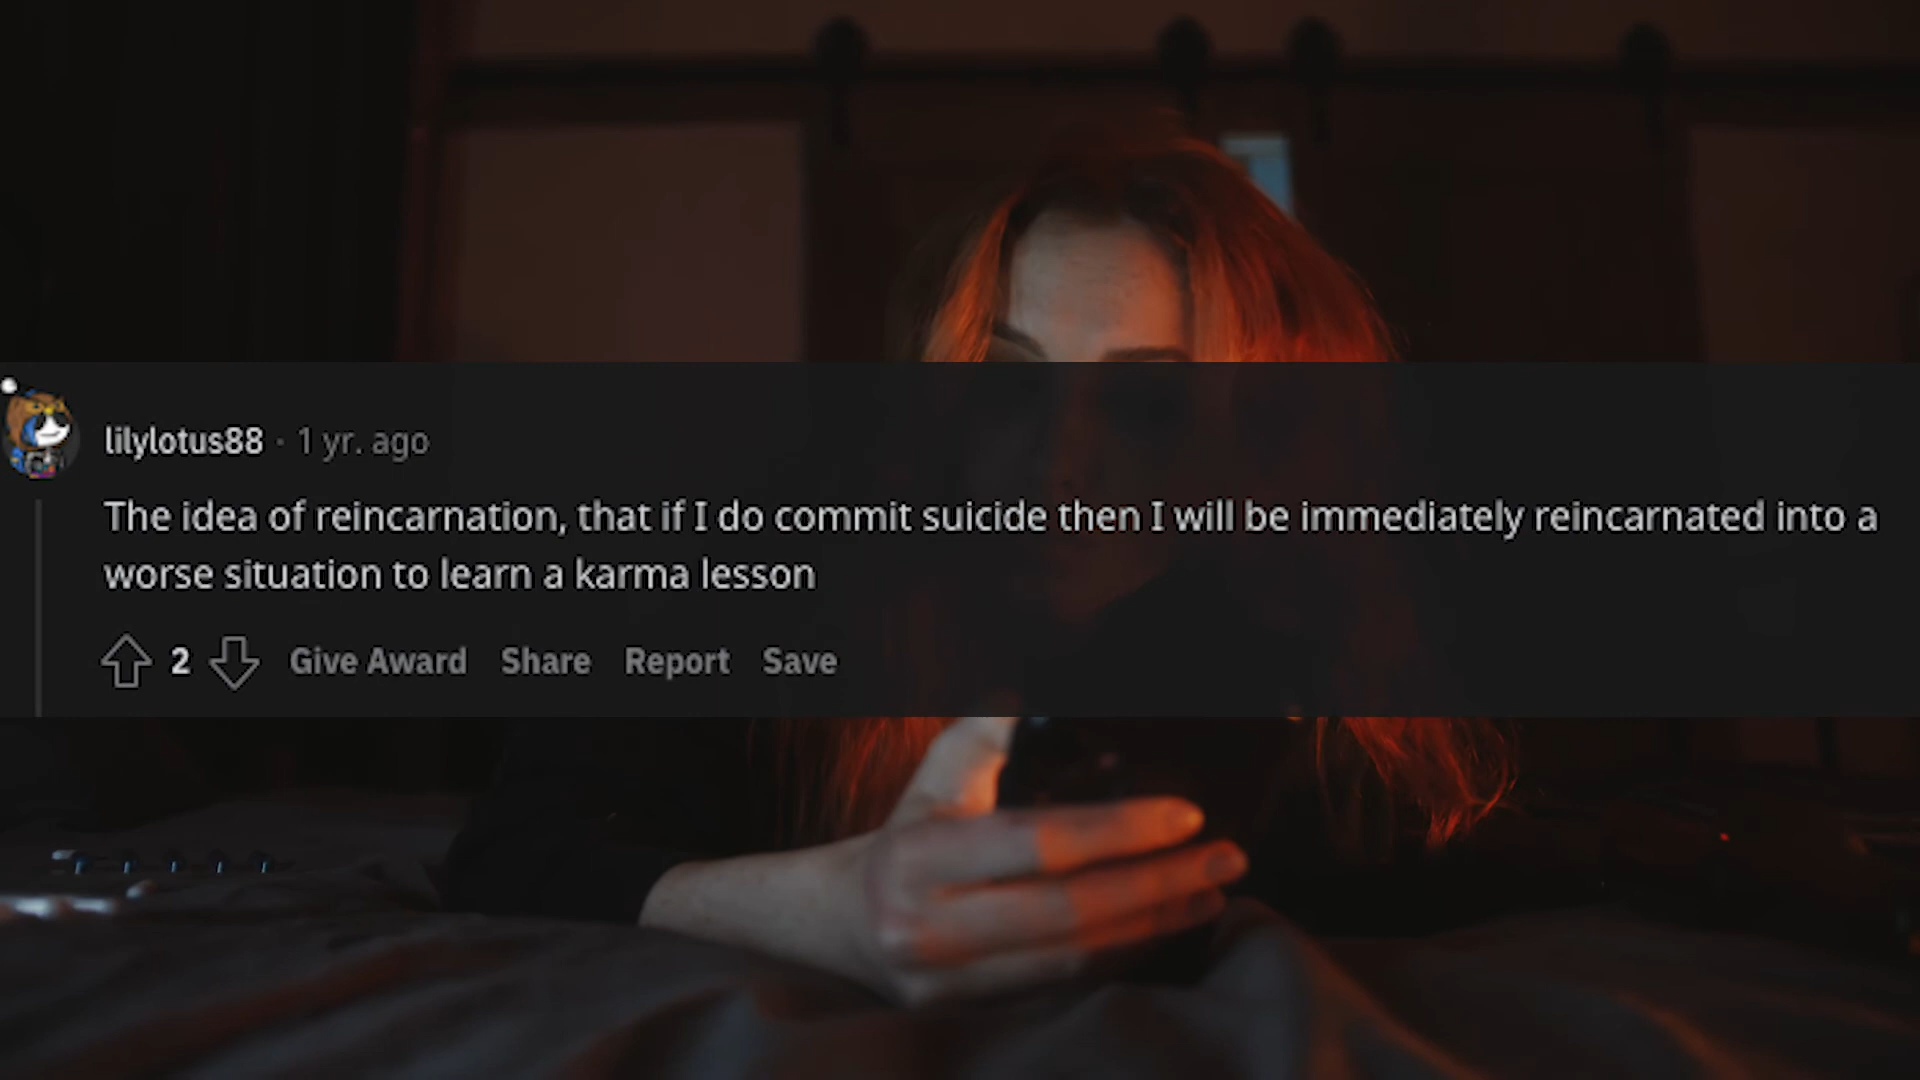 lilylotus88 · 1 yr. ago
The idea of reincarnation, that if I do commit suicide then I will be immediately reincarnated into a
worse situation to learn a karma lesson
2 Give Award Share Report Save